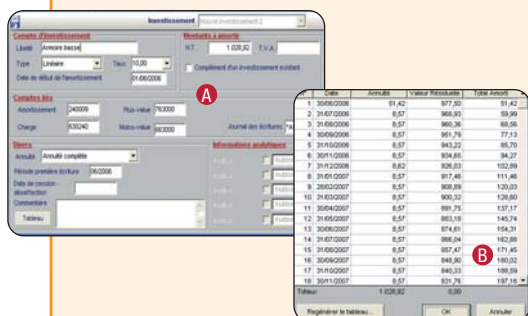 Investissement Nouvel investissement 2
Compte d'investissement
Libellé Armoire basse
Type Linéaire Taux 10,00
Date de début de l'amortissement 01/06/2006
Montants à amortir
H.T. 1 028,92 T.V.A.
Complément d'un investissement existant
A
Comptes liés
Amortissement 240009 Plus-value 763000
Charge 630240 Moins-value 663000 Journal des écritures
Divers
Annuité Annuité complète
Période première écriture 06/2006
Date de cession - désaffection
Commentaire
Tableau
Informations analytiques
Date Annuité Valeur Résiduelle Total Amorti
1 30/06/2006 51,42 977,50 51,42
2 31/07/2006 8,57 968,93 59,99
3 31/08/2006 8,57 960,36 68,56
4 30/09/2006 8,57 951,79 77,13
5 31/10/2006 8,57 943,22 85,70
6 30/11/2006 8,57 934,65 94,27
7 31/12/2006 8,62 926,03 102,89
8 31/01/2007 8,57 917,46 111,46
9 28/02/2007 8,57 908,89 120,03
10 31/03/2007 8,57 900,32 128,60
11 30/04/2007 8,57 891,75 137,17
12 31/05/2007 8,57 883,18 145,74
13 30/06/2007 8,57 874,61 154,31
14 31/07/2007 8,57 866,04 162,88
15 31/08/2007 8,57 857,47 171,45
16 30/09/2007 8,57 848,90 180,02
17 31/10/2007 8,57 840,33 188,59
18 30/11/2007 8,57 831,76 197,16
B
Totaux 1 028,92 0,00
Regénérer le tableau... OK Annuler